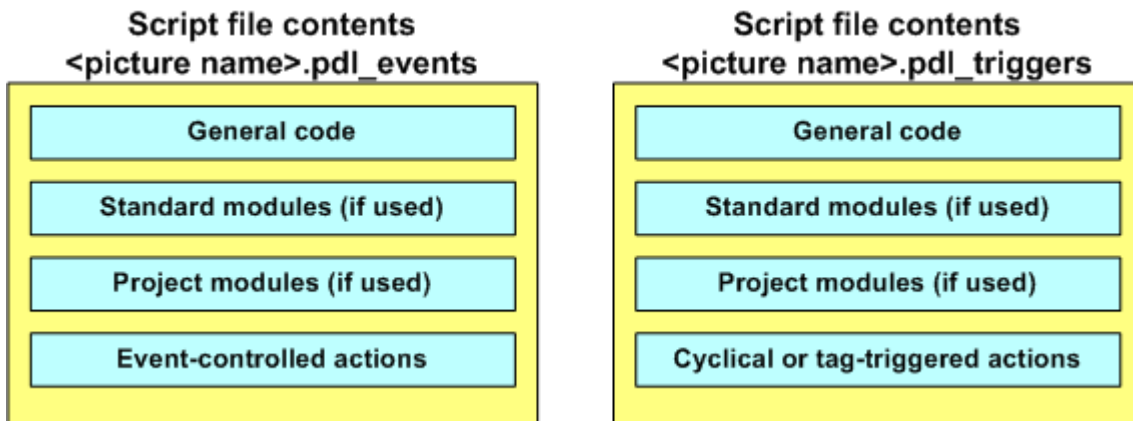 Script file contents
<picture name>.pdl_events
General code
Standard modules (if used)
Project modules (if used)
Event-controlled actions
Script file contents
<picture name>.pdl_triggers
General code
Standard modules (if used)
Project modules (if used)
Cyclical or tag-triggered actions